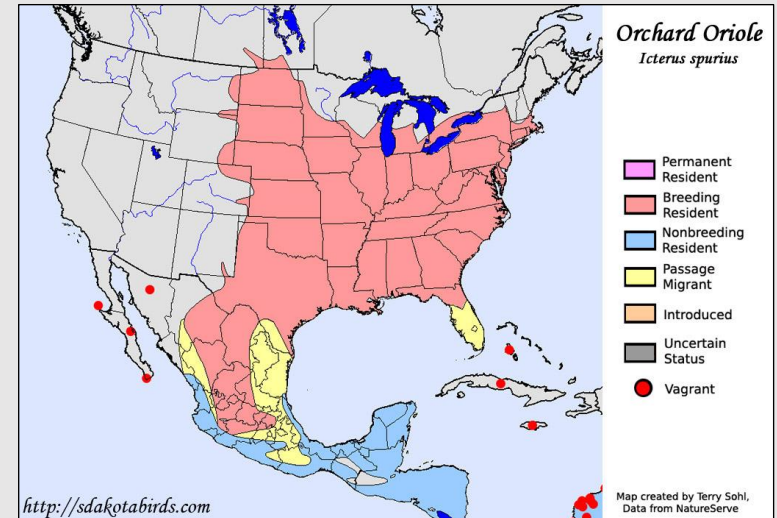 Orchard Oriole
Icterus spurius
Permanent
Resident
Breeding
Resident
Nonbreeding
Resident
Passage
Migrant
Introduced
Uncertain
Status
Vagrant
Map created by Terry Sohl,
Data from NatureServe
http://sdakotabirds.com